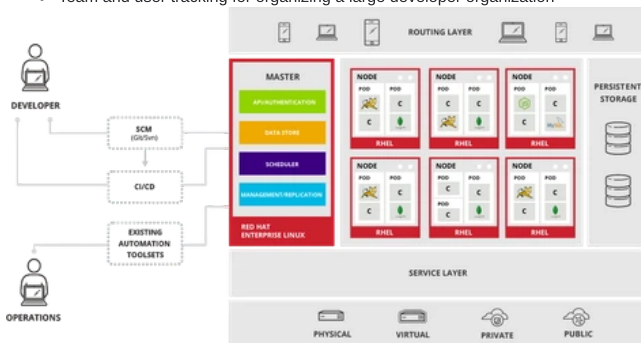 Team and user tracking for organizing a large developer organization
ROUTING LAYER
DEVELOPER
SCM
(Git/Svn)
CI/CD
EXISTING
AUTOMATION
TOOLSETS
OPERATIONS
MASTER
API/AUTHENTICATION
DATA STORE
SCHEDULER
MANAGEMENT/REPLICATION
RED HAT
ENTERPRISE LINUX
NODE
POD POD
C
C
RHEL
NODE
POD POD
C C
RHEL
NODE
POD POD
C
C
RHEL
NODE
POD POD
C
C
RHEL
NODE
POD POD
C C
POD
C
RHEL
NODE
POD POD
C
C
RHEL
PERSISTENT
STORAGE
SERVICE LAYER
PHYSICAL
VIRTUAL
PRIVATE
PUBLIC